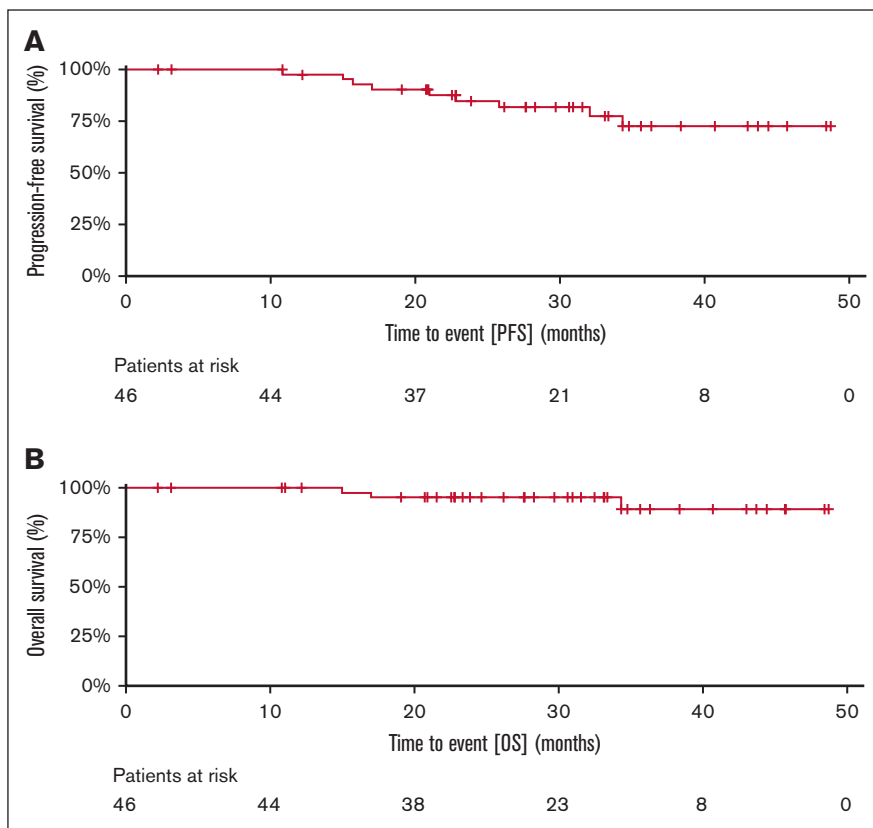 A
Progression-free survival (%)
100%
75%
50%
25%
0%
0 10 20 30 40 50
Time to event [PFS] (months)
Patients at risk
46 44 37 21 8 0
B
Overall survival (%)
100%
75%
50%
25%
0%
0 10 20 30 40 50
Time to event [OS] (months)
Patients at risk
46 44 38 23 8 0